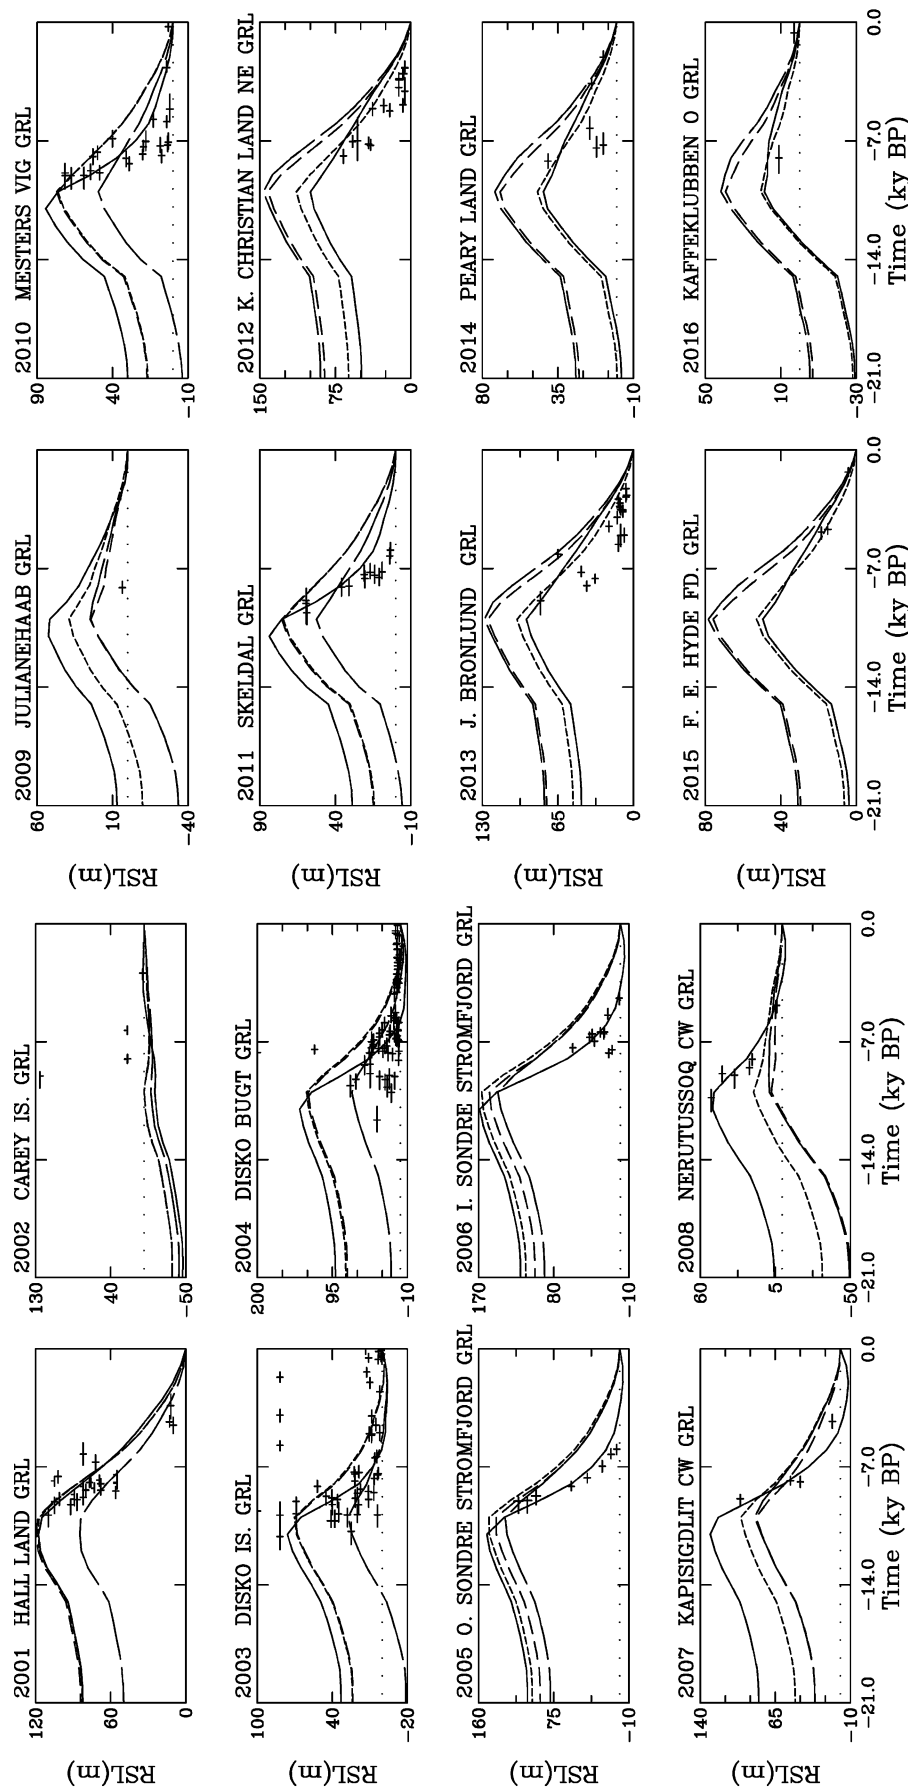 2001 HALL LAND GRL
120
60
0
RSL(m)
2002 CAREY IS. GRL
130
40
-50
2009 JULIANEHAAB GRL
60
10
-40
RSL(m)
2010 MESTERS VIG GRL
90
40
-10
2003 DISKO IS. GRL
100
40
-20
RSL(m)
2004 DISKO BUGT GRL
200
95
-10
2011 SKELDAL GRL
90
40
-10
RSL(m)
2012 K. CHRISTIAN LAND NE GRL
150
75
0
2005 O. SONDRE STROMFJORD GRL
160
75
-10
RSL(m)
2006 I. SONDRE STROMFJORD GRL
170
80
-10
2013 J. BRONLUND GRL
130
65
0
RSL(m)
2014 PEARY LAND GRL
80
35
-10
2007 KAPISIGDLIT CW GRL
140
65
-10
RSL(m)
-21.0 -14.0 -7.0 0.0
Time (ky BP)
2008 NERUTUSSOQ CW GRL
60
5
-50
-21.0 -14.0 -7.0 0.0
Time (ky BP)
2015 F. E. HYDE FD. GRL
80
40
0
RSL(m)
-21.0 -14.0 -7.0 0.0
Time (ky BP)
2016 KAFFEKLUBBEN O GRL
50
10
-30
-21.0 -14.0 -7.0 0.0
Time (ky BP)